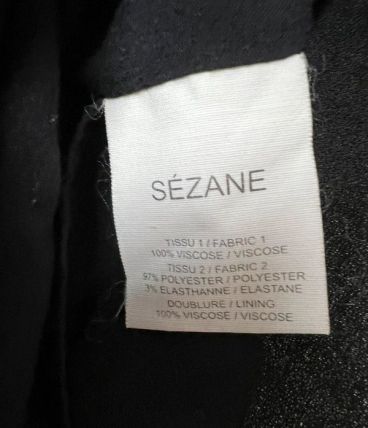 SÉZANE
TISSU 1 / FABRIC 1
100% VISCOSE / VISCOSE
TISSU 2 / FABRIC 2
97% POLYESTER / POLYESTER
3% ELASTHANNE / ELASTANE
DOUBLURE / LINING
100% VISCOSE / VISCOSE